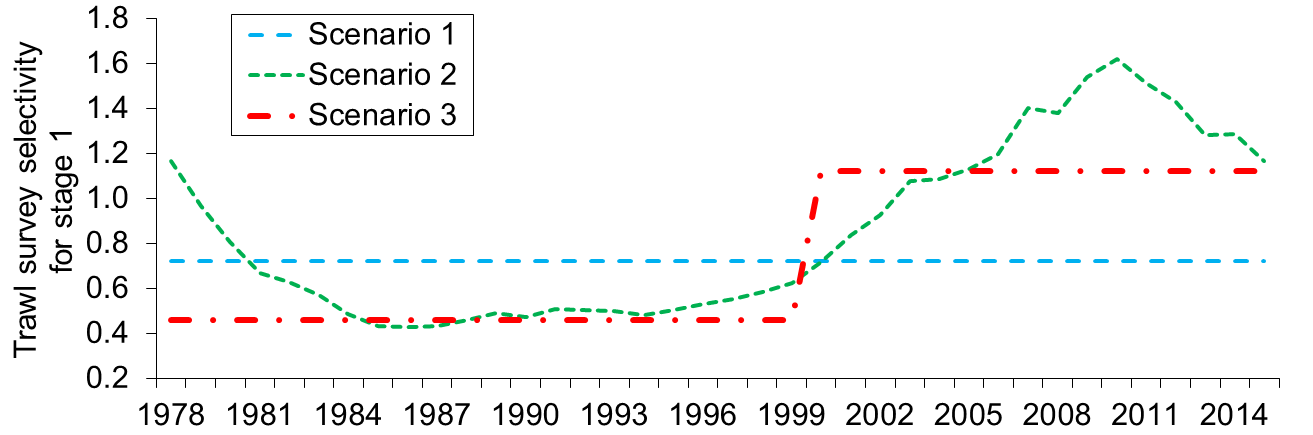 Trawl survey selectivity
for stage 1
1.8
1.6
1.4
1.2
1.0
0.8
0.6
0.4
0.2
Scenario 1
Scenario 2
Scenario 3
1978 1981 1984 1987 1990 1993 1996 1999 2002 2005 2008 2011 2014